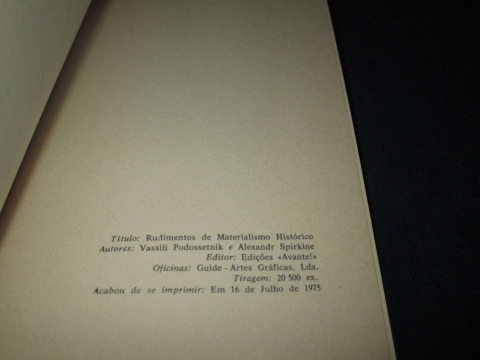 Título: Rudimentos de Materialismo Histórico
Autores: Vassili Podossetnik e Alexandr Spirkine
Editor: Edições «Avante!»
Oficinas: Guide - Artes Gráficas, Lda.
Tiragem: 20 500 ex.
Acabou de se imprimir: Em 16 de Julho de 1975